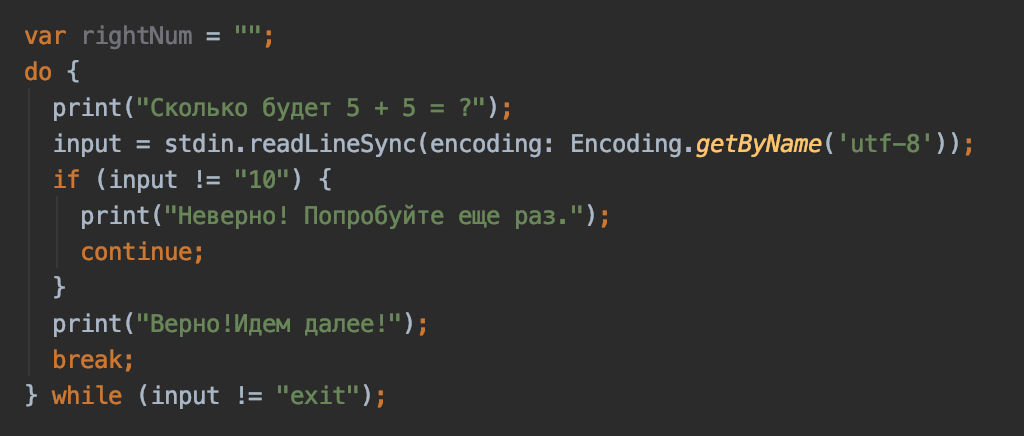 var rightNum = "";
do {
print("Сколько будет 5 + 5 = ?");
input = stdin.readLineSync(encoding: Encoding.getByName('utf-8'));
if (input != "10") {
print("Неверно! Попробуйте еще раз.");
continue;
}
print("Верно!Идем далее!");
break;
} while (input != "exit");